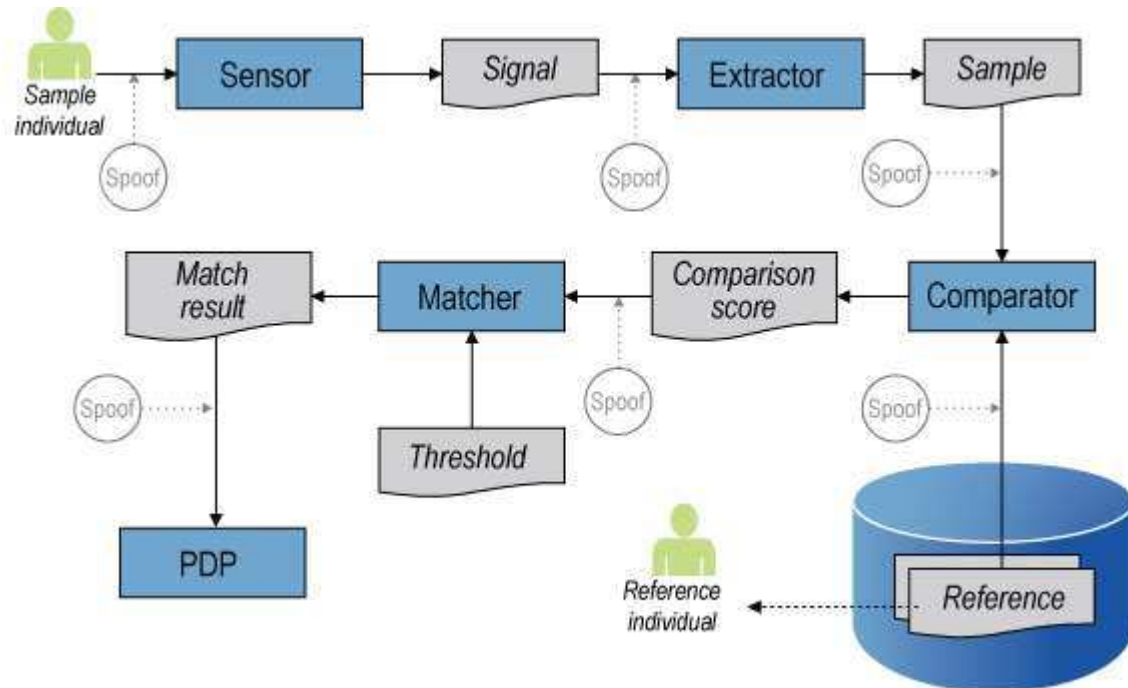 Sample
individual
Sensor
Signal
Extractor
Sample
Spoof
Spoof
Spoof
Match
result
Matcher
Comparison
score
Comparator
Spoof
Spoof
Spoof
Threshold
PDP
Reference
individual
Reference